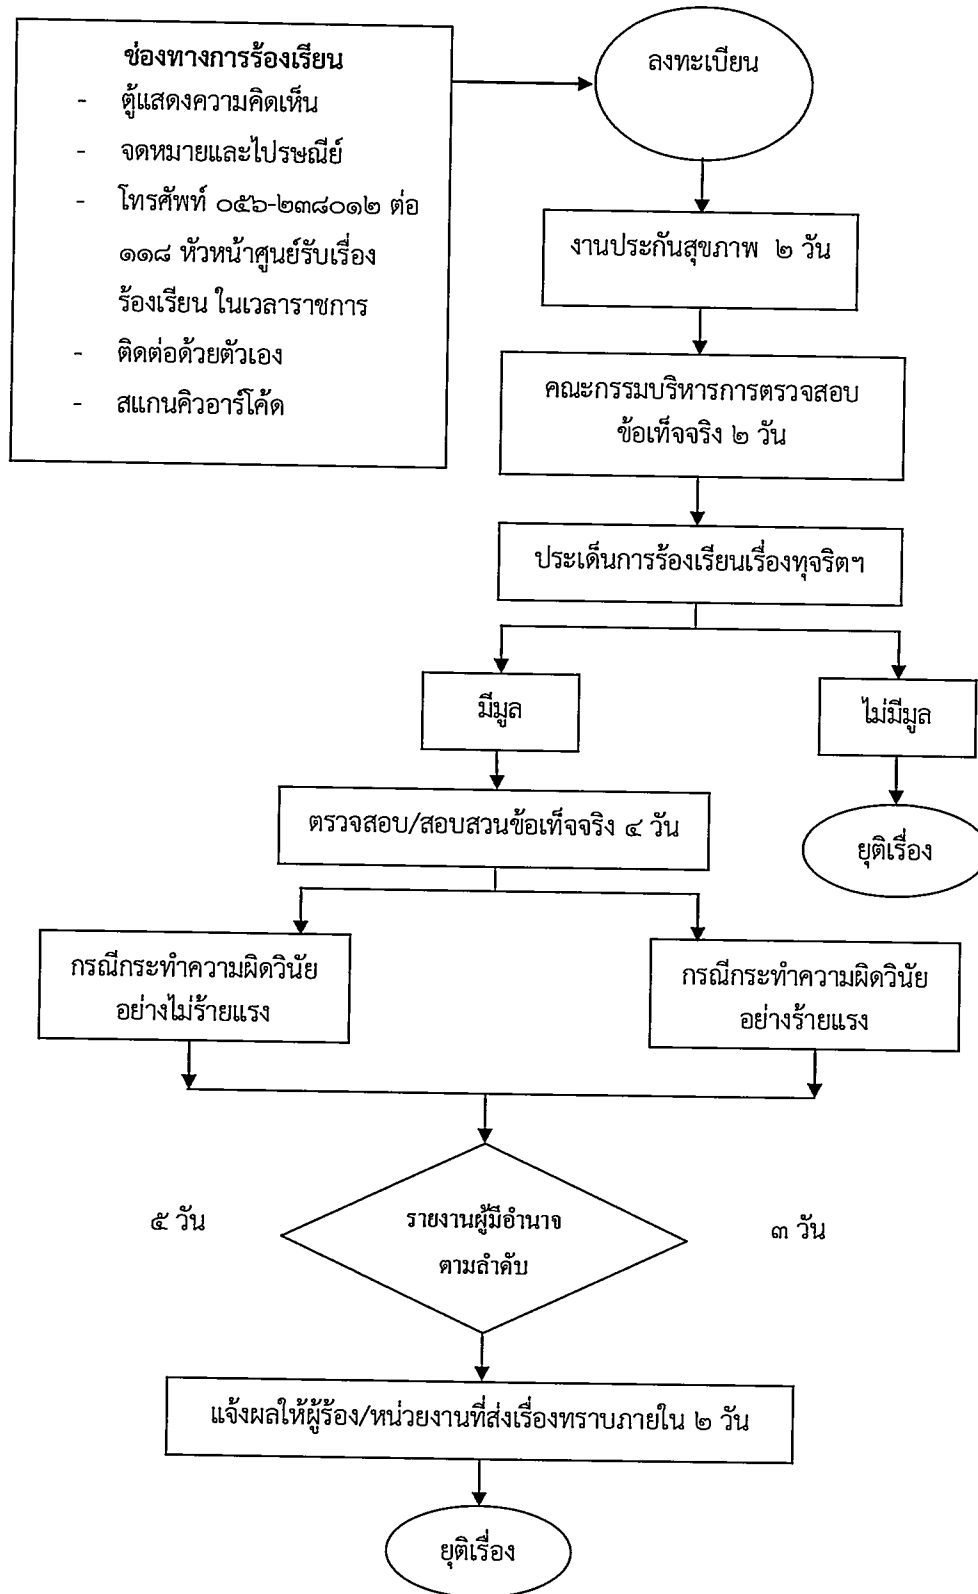 ช่องทางการร้องเรียน
- ตู้แสดงความคิดเห็น
- จดหมายและไปรษณีย์
- โทรศัพท์ ๐๕๖-๒๓๘๐๑๒ ต่อ
๑๑๘ หัวหน้าศูนย์รับเรื่อง
ร้องเรียน ในเวลาราชการ
- ติดต่อด้วยตัวเอง
- สแกนคิวอาร์โค้ด
ลงทะเบียน
งานประกันสุขภาพ ๒ วัน
คณะกรรมบริหารการตรวจสอบ
ข้อเท็จจริง ๒ วัน
ประเด็นการร้องเรียนเรื่องทุจริตฯ
มีมูล
ไม่มีมูล
ตรวจสอบ/สอบสวนข้อเท็จจริง ๔ วัน
ยุติเรื่อง
กรณีกระทำความผิดวินัย
อย่างไม่ร้ายแรง
กรณีกระทำความผิดวินัย
อย่างร้ายแรง
๕ วัน
รายงานผู้มีอำนาจ
ตามลำดับ
๓ วัน
แจ้งผลให้ผู้ร้อง/หน่วยงานที่ส่งเรื่องทราบภายใน ๒ วัน
ยุติเรื่อง